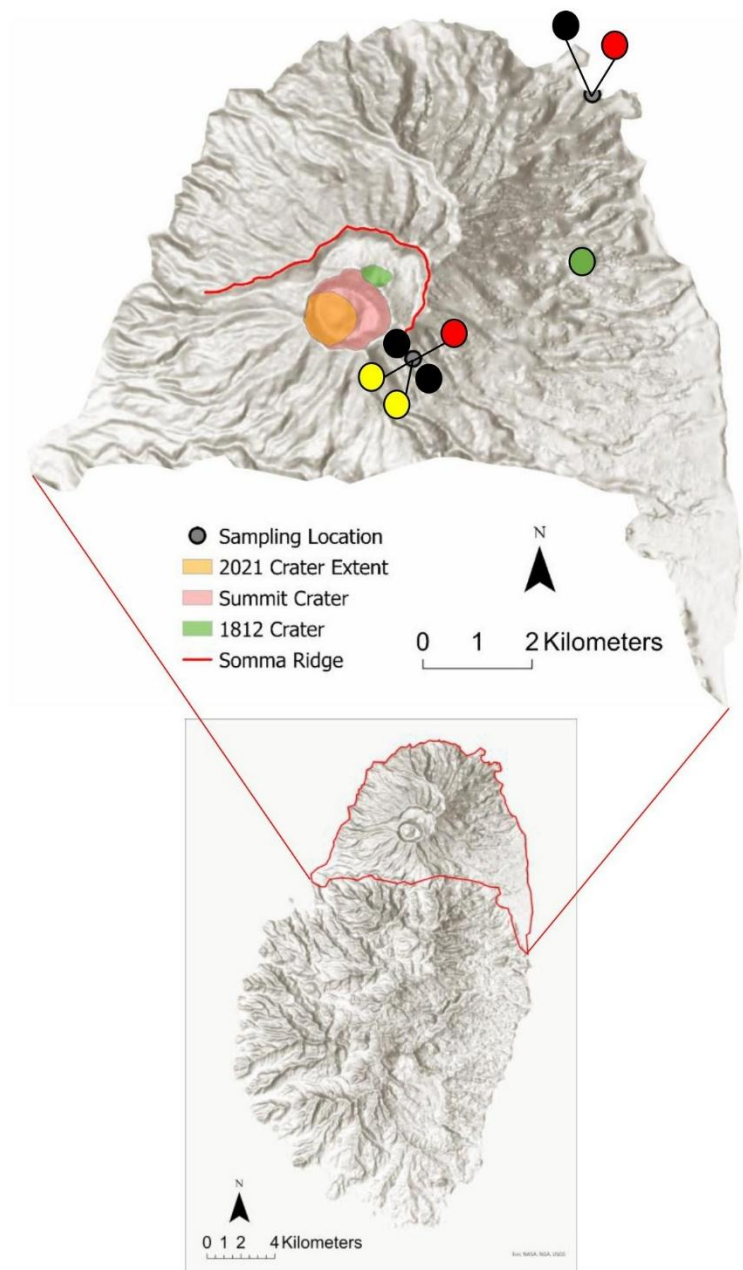 Sampling Location
2021 Crater Extent
Summit Crater
1812 Crater
Somma Ridge
N
0 1 2 Kilometers
N
0 1 2 4 Kilometers
Esri, NASA, NGA, USGS